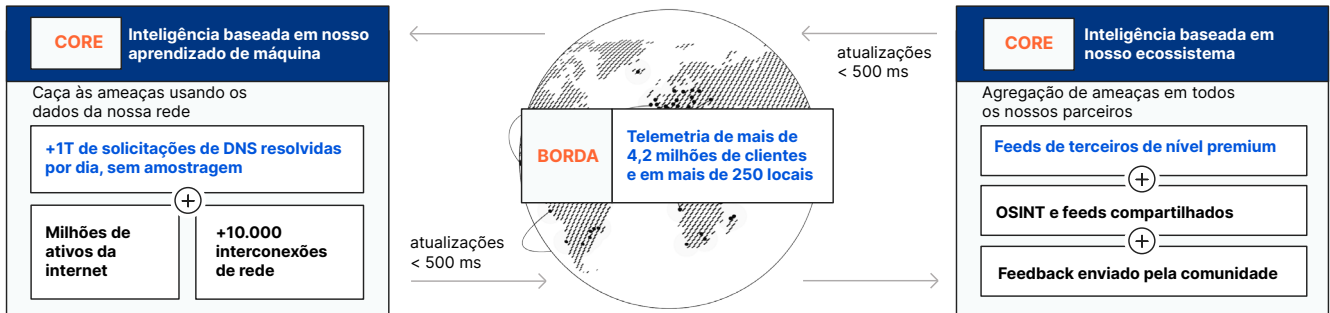 CORE
Inteligência baseada em nosso
aprendizado de máquina
Caça às ameaças usando os
dados da nossa rede
+1T de solicitações de DNS resolvidas
por dia, sem amostragem
+
Milhões de
ativos da
internet
+10.000
interconexões
de rede
atualizações
< 500 ms
BORDA
Telemetria de mais de
4,2 milhões de clientes
e em mais de 250 locais
atualizações
< 500 ms
CORE
Inteligência baseada em
nosso ecossistema
Agregação de ameaças em todos
os nossos parceiros
Feeds de terceiros de nível premium
+
OSINT e feeds compartilhados
+
Feedback enviado pela comunidade